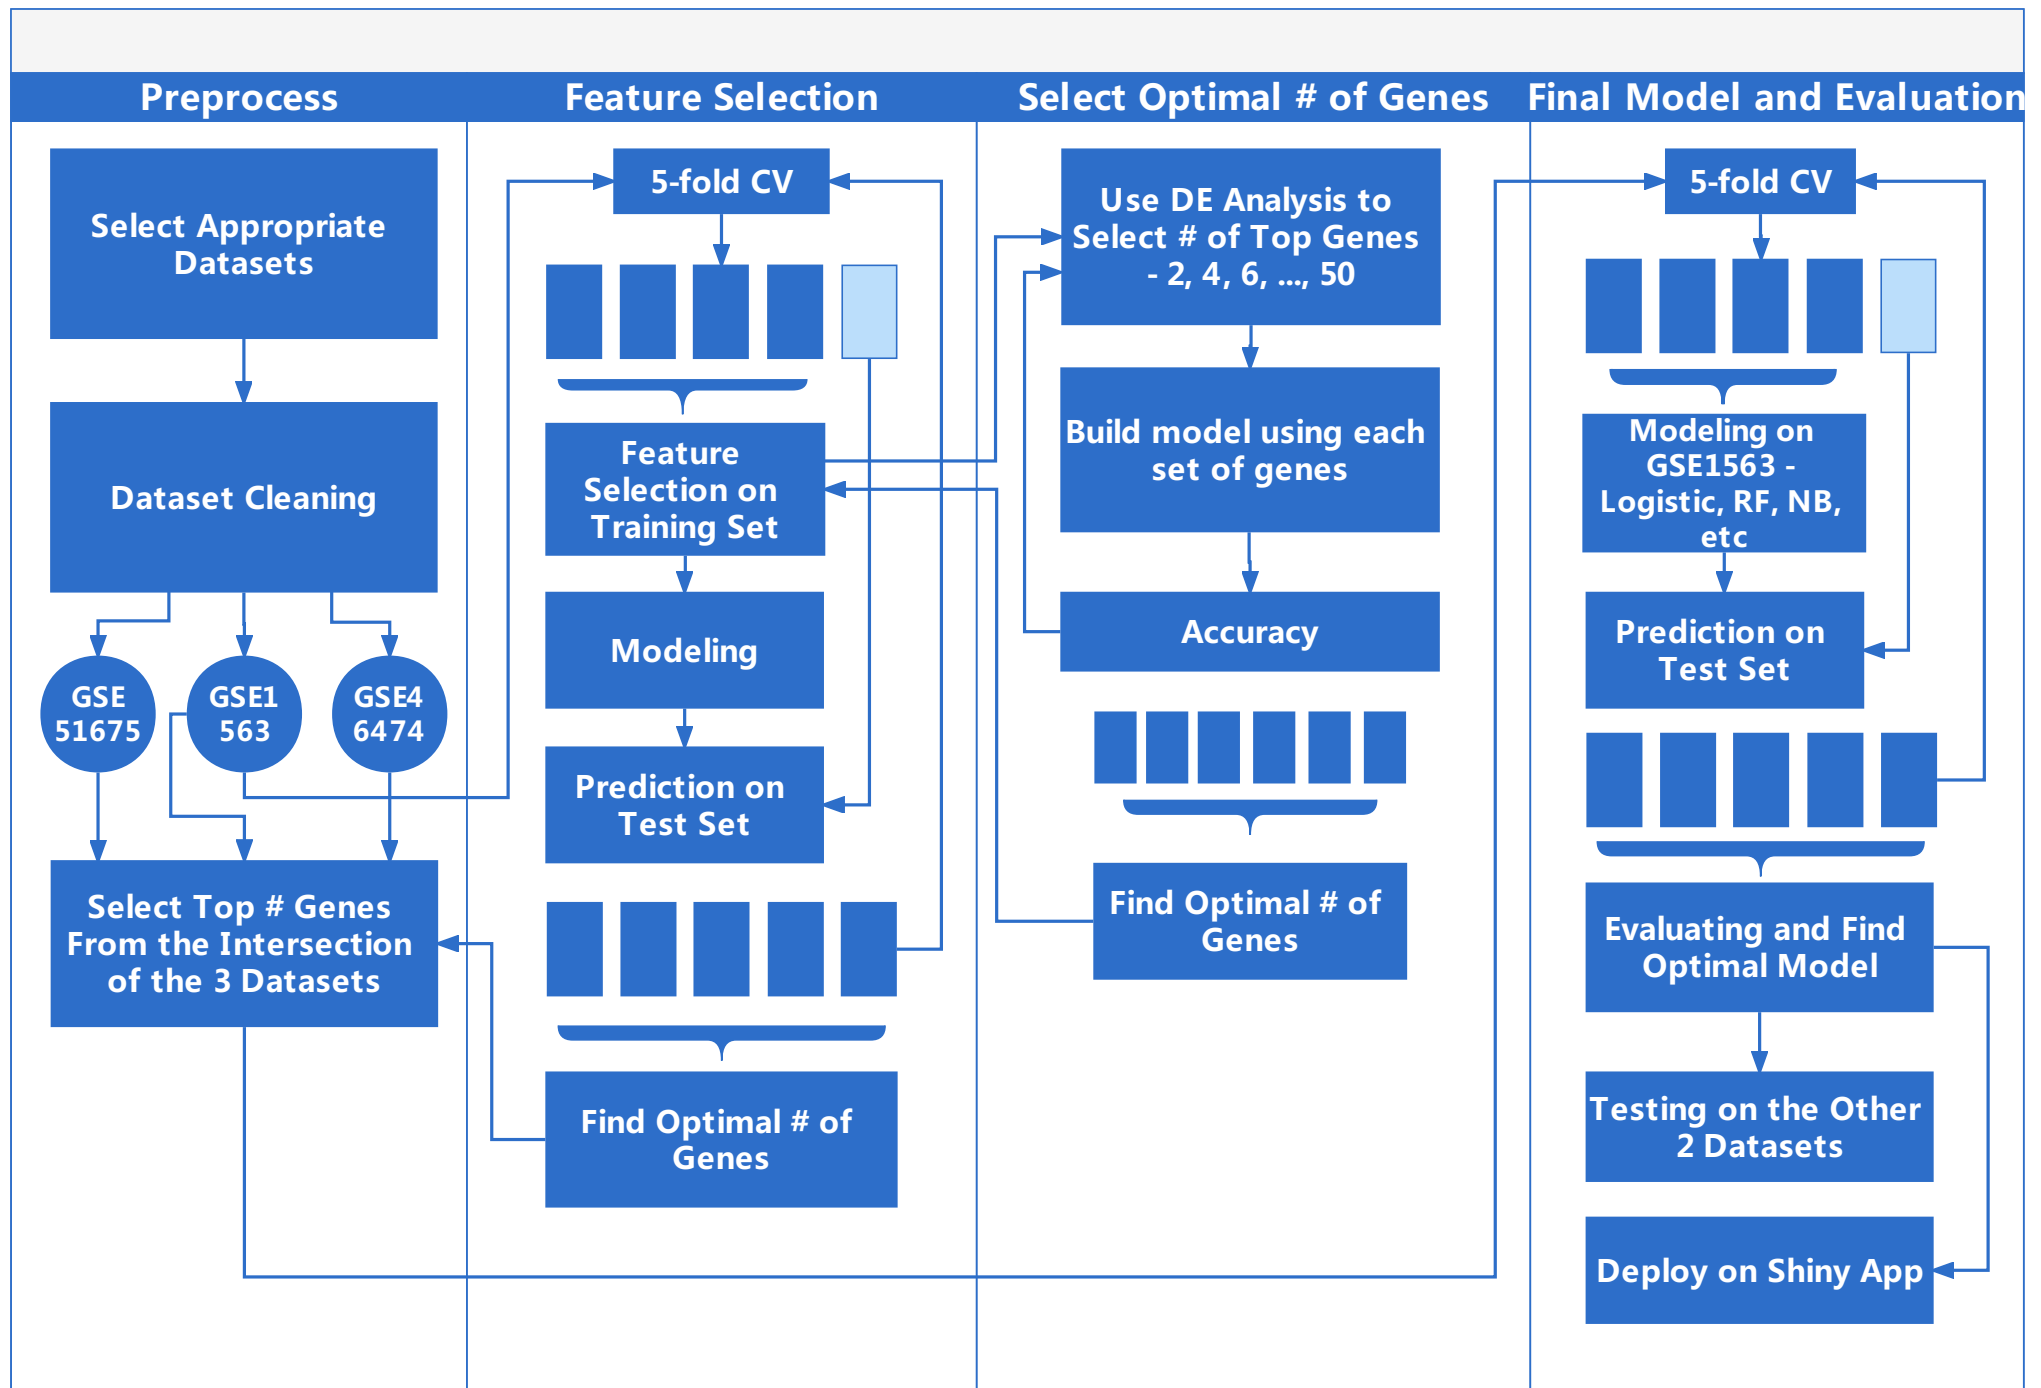 Preprocess
Feature Selection
Select Optimal # of Genes
Final Model and Evaluation
Select Appropriate
Datasets
Dataset Cleaning
GSE
51675
GSE1
563
GSE4
6474
Select Top # Genes
From the Intersection
of the 3 Datasets
5-fold CV
Feature
Selection on
Training Set
Modeling
Prediction on
Test Set
Find Optimal # of
Genes
Use DE Analysis to
Select # of Top Genes
- 2, 4, 6, ..., 50
Build model using each
set of genes
Accuracy
Find Optimal # of
Genes
5-fold CV
Modeling on
GSE1563 -
Logistic, RF, NB,
etc
Prediction on
Test Set
Evaluating and Find
Optimal Model
Testing on the Other
2 Datasets
Deploy on Shiny App